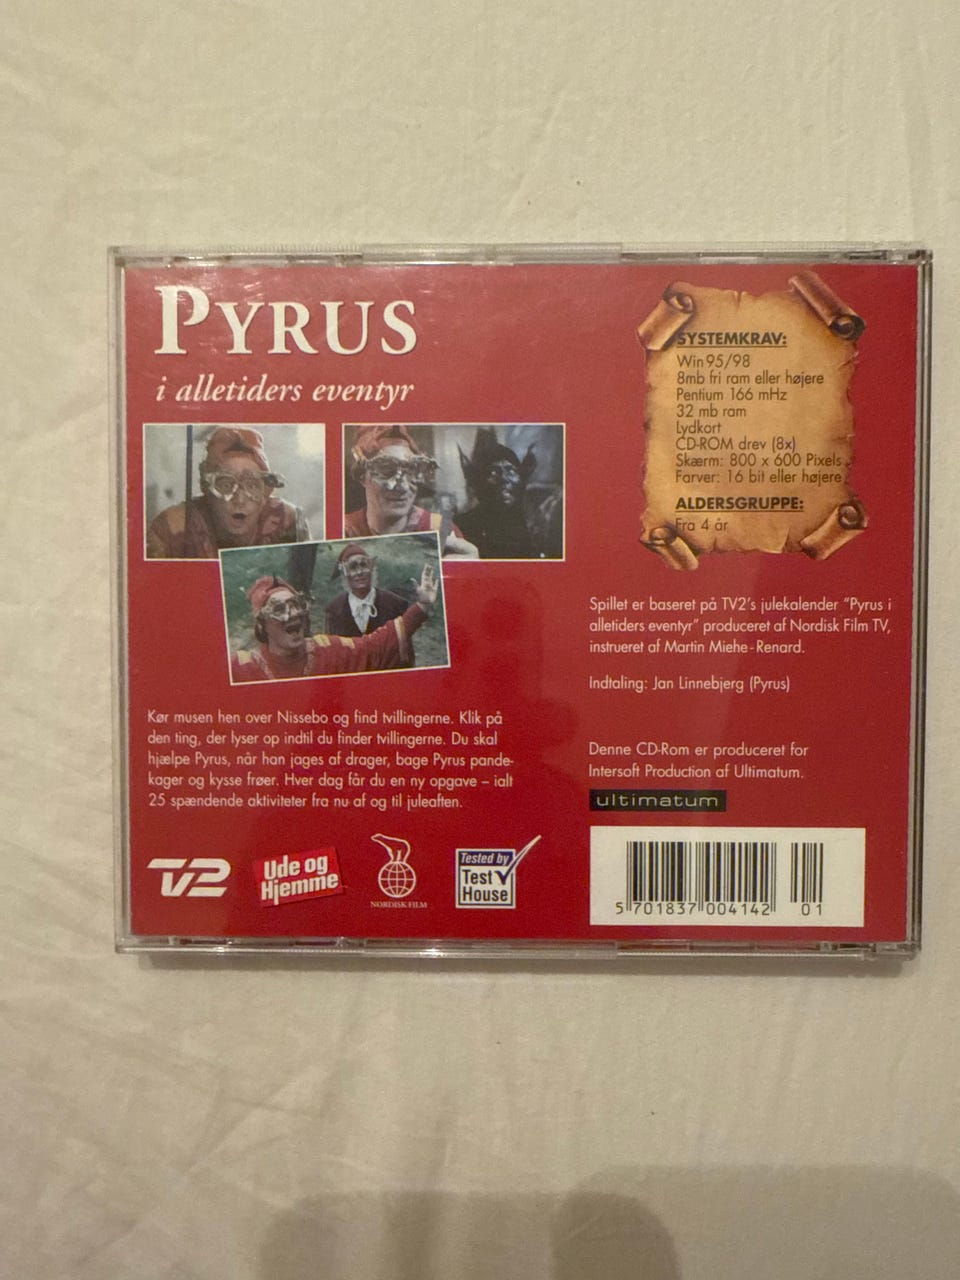 PYRUS
i alletiders eventyr
SYSTEMKRAV:
Win 95/98
8mb fri ram eller højere
Pentium 166 mHz
32 mb ram
Lydkort
CD-ROM drev (8x)
Skærm: 800 x 600 Pixels
Farver: 16 bit eller højere
ALDERSGRUPPE:
Fra 4 år
Spillet er baseret på TV2's julekalender "Pyrus i
alletiders eventyr" produceret af Nordisk Film TV,
instrueret af Martin Miehe-Renard.
Indtaling: Jan Linnebjerg (Pyrus)
Kør musen hen over Nissebo og find tvillingerne. Klik på
den ting, der lyser op indtil du finder tvillingerne. Du skal
hjælpe Pyrus, når han jages af drager, bage Pyrus pande-
kager og kysse frøer. Hver dag får du en ny opgave – ialt
25 spændende aktiviteter fra nu af og til juleaften.
Denne CD-Rom er produceret for
Intersoft Production af Ultimatum.
ultimatum
TV2
Ude og
Hjemme
NORDISK FILM
Tested by
Test
House
5 701837 004142 01